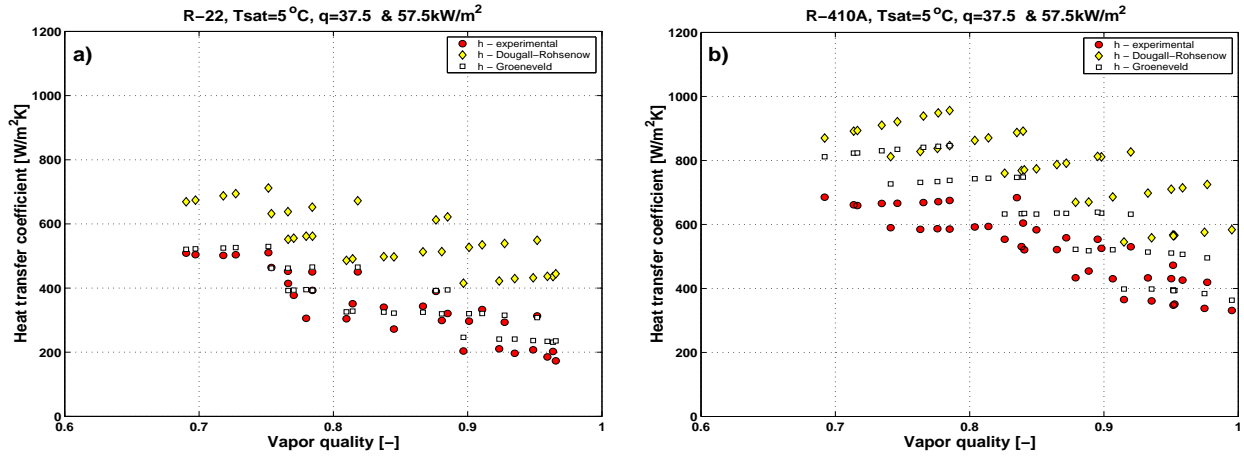 R−22, Tsat=5°C, q=37.5 & 57.5kW/m²
a)
h − experimental
h − Dougall−Rohsenow
h − Groeneveld
Heat transfer coefficient [W/m²K]
1200
1000
800
600
400
200
0
0.6 0.7 0.8 0.9 1
Vapor quality [−]
R−410A, Tsat=5°C, q=37.5 & 57.5kW/m²
b)
h − experimental
h − Dougall−Rohsenow
h − Groeneveld
Heat transfer coefficient [W/m²K]
1200
1000
800
600
400
200
0
0.6 0.7 0.8 0.9 1
Vapor quality [−]